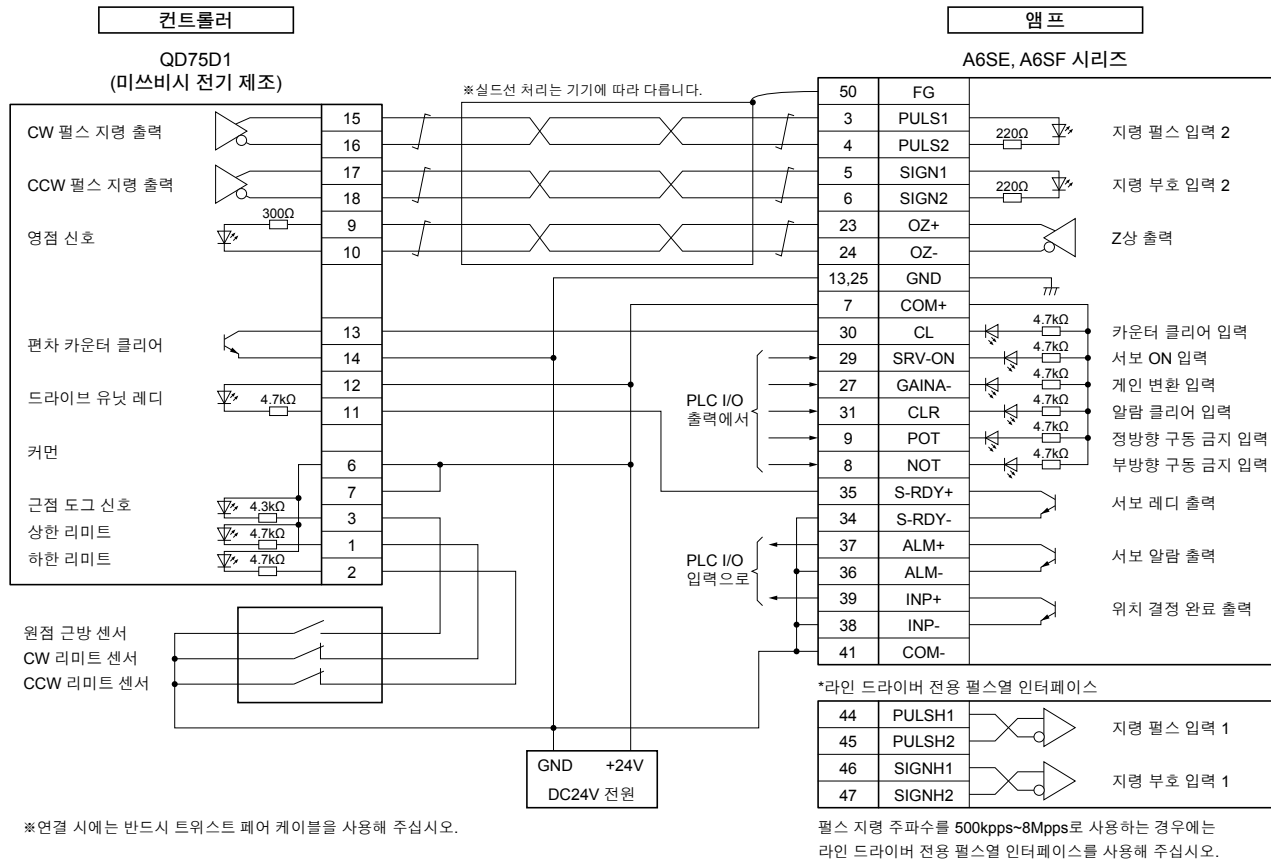 컨트롤러
QD75D1
(미쓰비시 전기 제조)
CW 펄스 지령 출력
CCW 펄스 지령 출력
300Ω
영점 신호
편차 카운터 클리어
드라이브 유닛 레디
4.7kΩ
커먼
근점 도그 신호
4.3kΩ
상한 리미트
4.7kΩ
하한 리미트
4.7kΩ
15
16
17
18
9
10
13
14
12
11
6
7
3
1
2
원점 근방 센서
CW 리미트 센서
CCW 리미트 센서
※실드선 처리는 기기에 따라 다릅니다.
PLC I/O
출력에서
PLC I/O
입력으로
GND +24V
DC24V 전원
※연결 시에는 반드시 트위스트 페어 케이블을 사용해 주십시오.
앰프
A6SE, A6SF 시리즈
50 FG
3 PULS1
4 PULS2
220Ω
지령 펄스 입력 2
5 SIGN1
6 SIGN2
220Ω
지령 부호 입력 2
23 OZ+
24 OZ-
Z상 출력
13,25 GND
7 COM+
30 CL 4.7kΩ 카운터 클리어 입력
29 SRV-ON 4.7kΩ 서보 ON 입력
27 GAINA- 4.7kΩ 게인 변환 입력
31 CLR 4.7kΩ 알람 클리어 입력
9 POT 4.7kΩ 정방향 구동 금지 입력
8 NOT 4.7kΩ 부방향 구동 금지 입력
35 S-RDY+
34 S-RDY-
서보 레디 출력
37 ALM+
36 ALM-
서보 알람 출력
39 INP+
38 INP-
위치 결정 완료 출력
41 COM-
*라인 드라이버 전용 펄스열 인터페이스
44 PULSH1
45 PULSH2
지령 펄스 입력 1
46 SIGNH1
47 SIGNH2
지령 부호 입력 1
펄스 지령 주파수를 500kpps~8Mpps로 사용하는 경우에는
라인 드라이버 전용 펄스열 인터페이스를 사용해 주십시오.